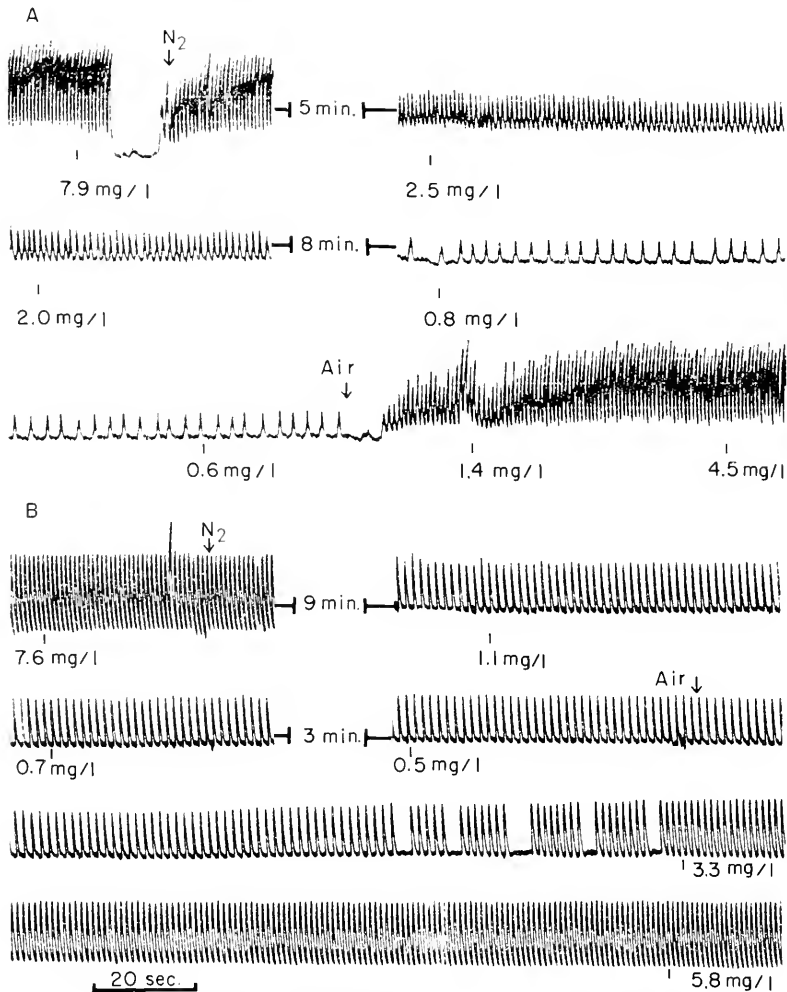 A
N2
5 min.
7.9 mg/l
2.5 mg/l
8 min.
2.0 mg/l
0.8 mg/l
Air
0.6 mg/l
1.4 mg/l
4.5 mg/l
B
N2
9 min.
7.6 mg/l
1.1 mg/l
Air
3 min.
0.7 mg/l
0.5 mg/l
3.3 mg/l
20 sec.
5.8 mg/l